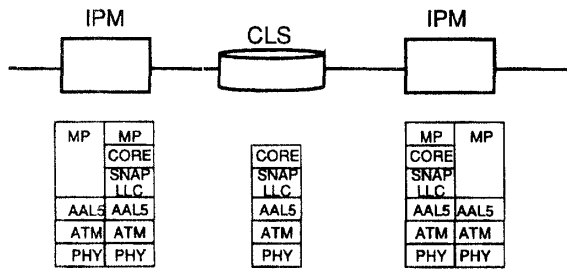 IPM CLS IPM
MP MP MP MP
CORE CORE CORE
SNAP SNAP SNAP
LLC LLC LLC
AAL5 AAL5 AAL5 AAL5 AAL5
ATM ATM ATM ATM ATM
PHY PHY PHY PHY PHY